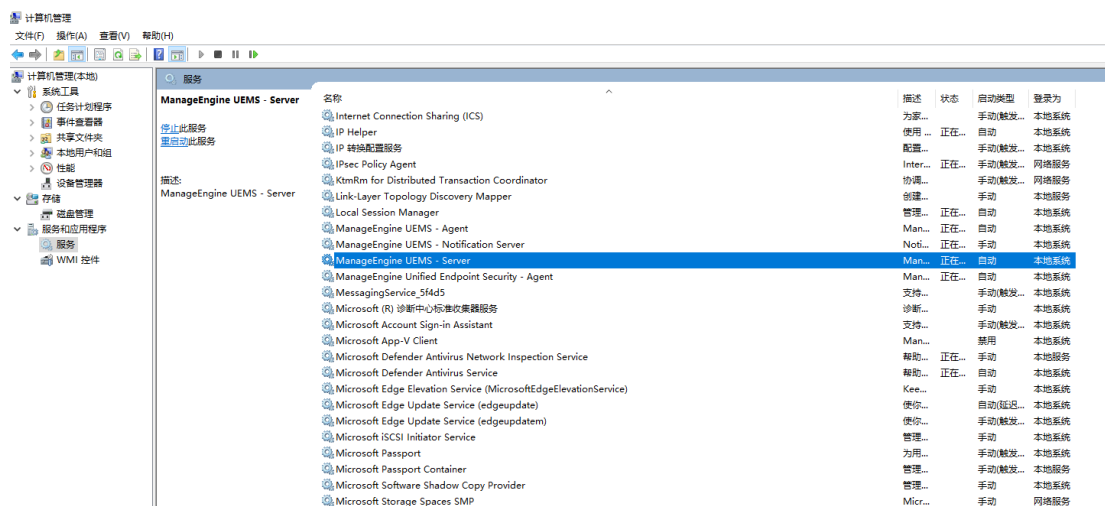 计算机管理
文件(F) 操作(A) 查看(V) 帮助(H)
计算机管理(本地)
系统工具
任务计划程序
事件查看器
共享文件夹
本地用户和组
性能
设备管理器
存储
磁盘管理
服务和应用程序
服务
WMI 控件
服务
ManageEngine UEMS - Server
停止此服务
重启动此服务
描述:
ManageEngine UEMS - Server
名称 描述 状态 启动类型 登录为
Internet Connection Sharing (ICS) 为家... 手动(触发... 本地系统
IP Helper 使用 ... 正在... 自动 本地系统
IP 转换配置服务 配置... 手动(触发... 本地系统
IPsec Policy Agent Inter... 正在... 手动(触发... 网络服务
KtmRm for Distributed Transaction Coordinator 协调... 手动(触发... 网络服务
Link-Layer Topology Discovery Mapper 创建... 手动 本地服务
Local Session Manager 管理... 正在... 自动 本地系统
ManageEngine UEMS - Agent Man... 正在... 自动 本地系统
ManageEngine UEMS - Notification Server Noti... 正在... 手动 本地系统
ManageEngine UEMS - Server Man... 正在... 自动 本地系统
ManageEngine Unified Endpoint Security - Agent Man... 正在... 自动 本地系统
MessagingService_5f4d5 支持... 手动(触发... 本地系统
Microsoft (R) 诊断中心标准收集器服务 诊断... 手动 本地系统
Microsoft Account Sign-in Assistant 支持... 手动(触发... 本地系统
Microsoft App-V Client Man... 禁用 本地系统
Microsoft Defender Antivirus Network Inspection Service 帮助... 正在... 手动 本地服务
Microsoft Defender Antivirus Service 帮助... 正在... 自动 本地系统
Microsoft Edge Elevation Service (MicrosoftEdgeElevationService) Kee... 手动 本地系统
Microsoft Edge Update Service (edgeupdate) 使你... 自动(延迟... 本地系统
Microsoft Edge Update Service (edgeupdatem) 使你... 手动(触发... 本地系统
Microsoft iSCSI Initiator Service 管理... 手动 本地系统
Microsoft Passport 为用... 手动(触发... 本地系统
Microsoft Passport Container 管理... 手动(触发... 本地服务
Microsoft Software Shadow Copy Provider 管理... 手动 本地系统
Microsoft Storage Spaces SMP Micr... 手动 网络服务